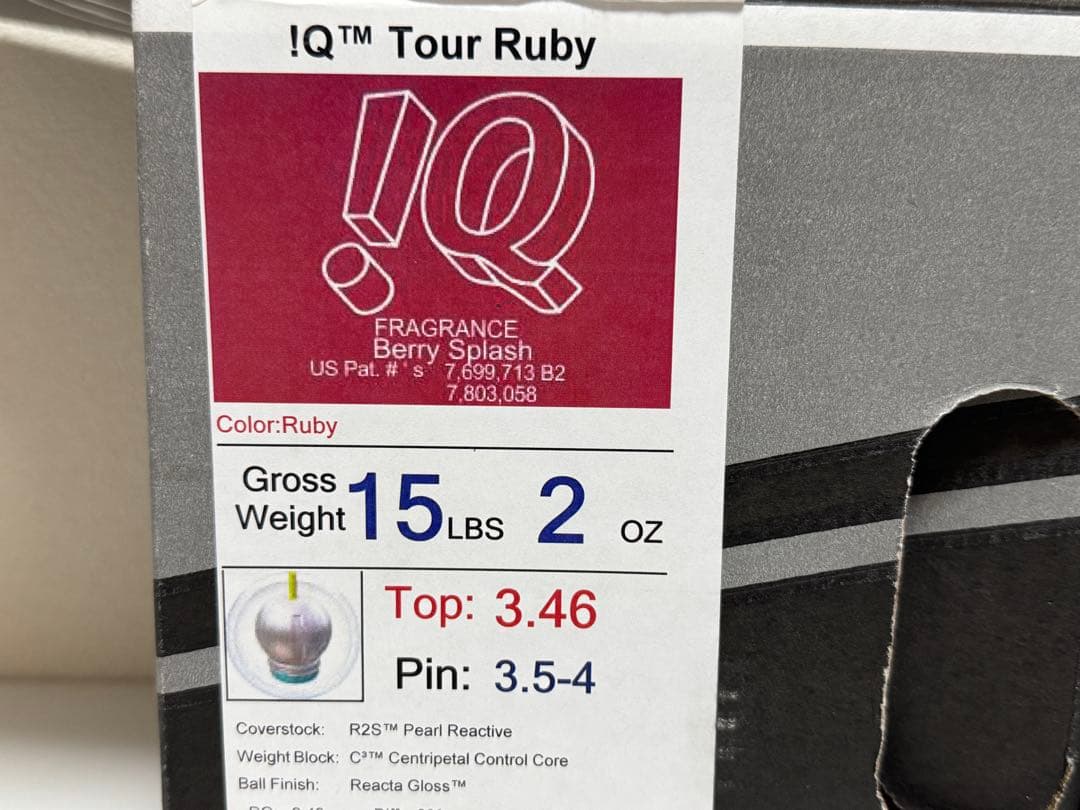 !Q™ Tour Ruby
!Q
FRAGRANCE
Berry Splash
US Pat. #'s 7,699,713 B2
7,803,058
Color:Ruby
Gross Weight 15 LBS 2 OZ
Top: 3.46
Pin: 3.5-4
Coverstock: R2S™ Pearl Reactive
Weight Block: C³™ Centripetal Control Core
Ball Finish: Reacta Gloss™